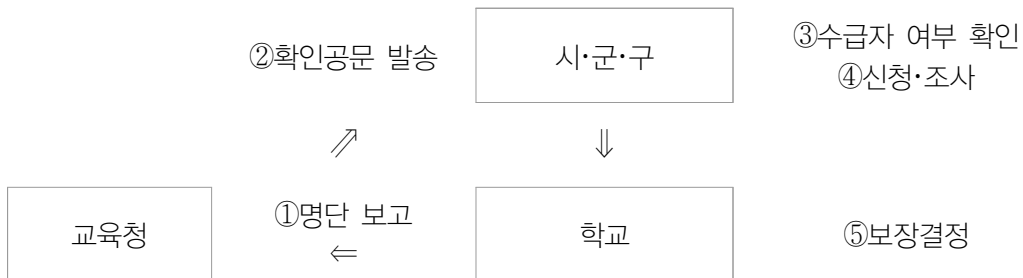 ②확인공문 발송
시·군·구
③수급자 여부 확인
④신청·조사
⇗
⇓
교육청
①명단 보고
⇐
학교
⑤보장결정